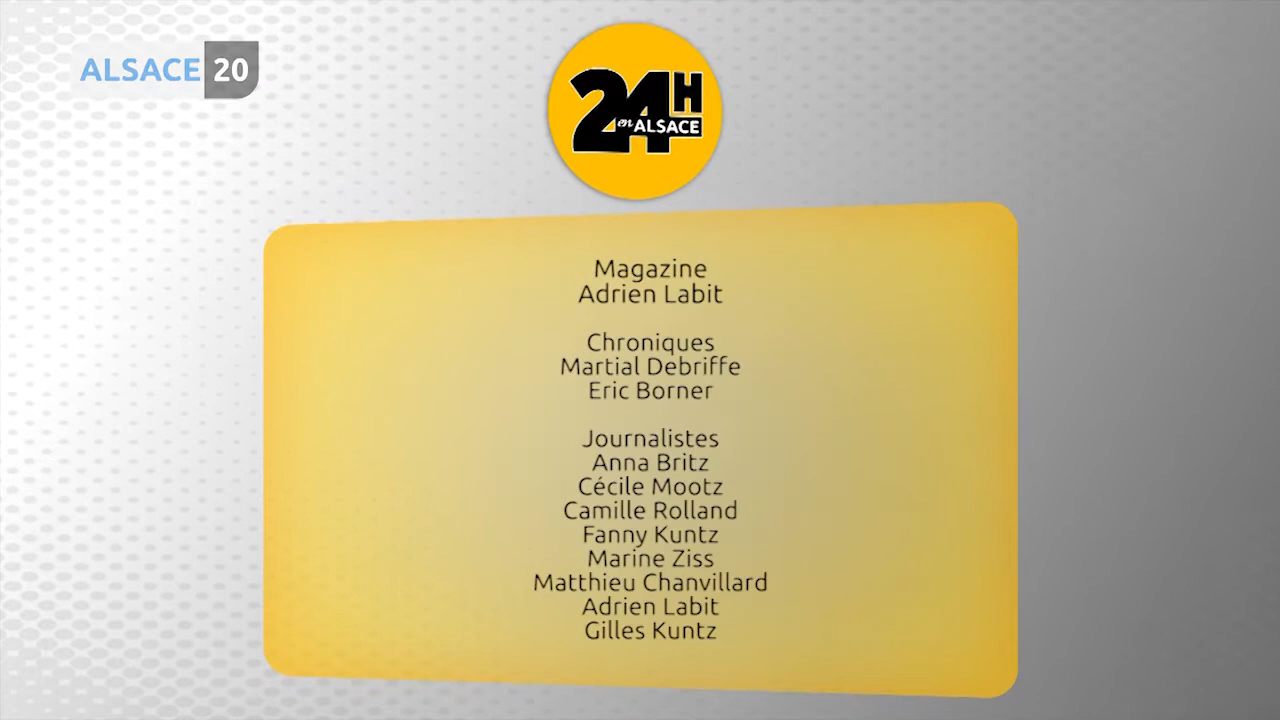 ALSACE 20
24H
en ALSACE
Magazine
Adrien Labit
Chroniques
Martial Debriffe
Eric Borner
Journalistes
Anna Britz
Cécile Mootz
Camille Rolland
Fanny Kuntz
Marine Ziss
Matthieu Chanvillard
Adrien Labit
Gilles Kuntz